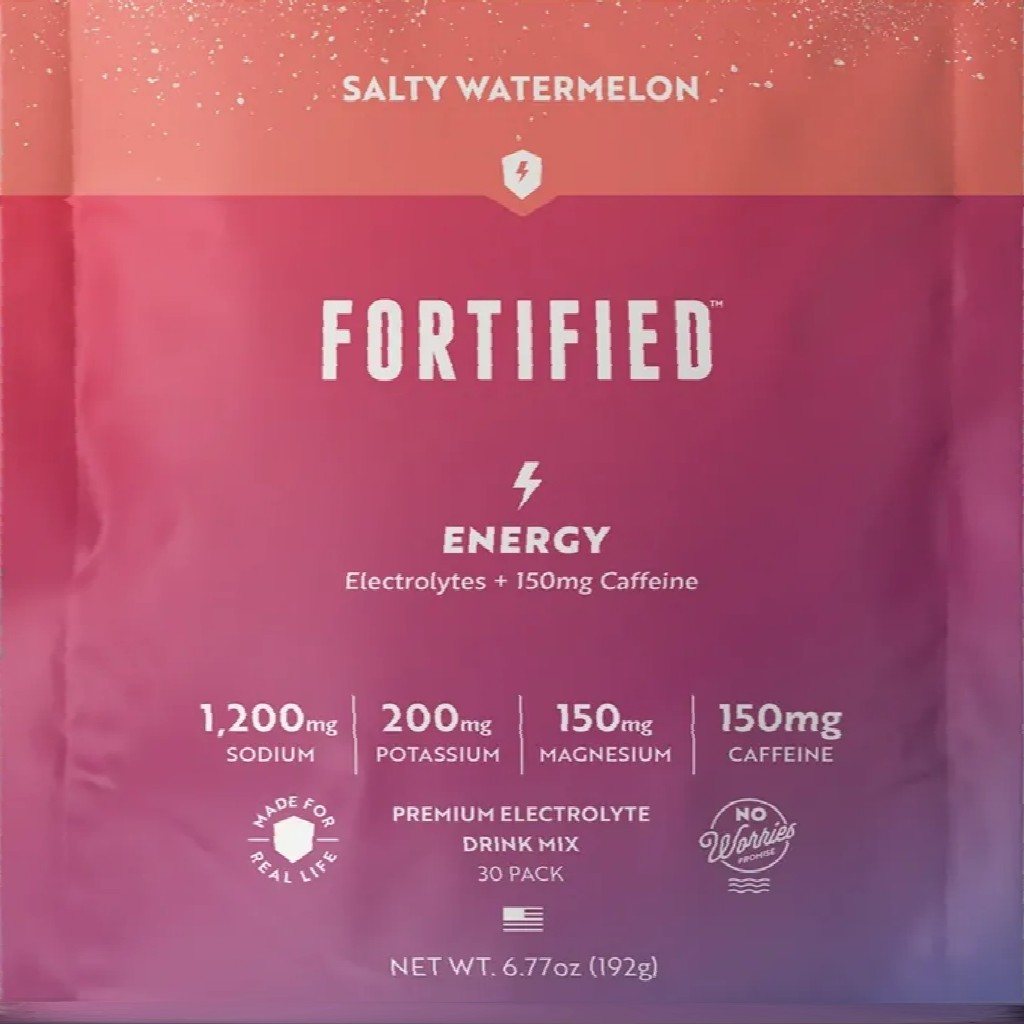 SALTY WATERMELON
FORTIFIED™
ENERGY
Electrolytes + 150mg Caffeine
1,200mg
SODIUM
200mg
POTASSIUM
150mg
MAGNESIUM
150mg
CAFFEINE
MADE FOR
REAL LIFE
PREMIUM ELECTROLYTE
DRINK MIX
30 PACK
NO
Worries
PROMISE
NET WT. 6.77oz (192g)